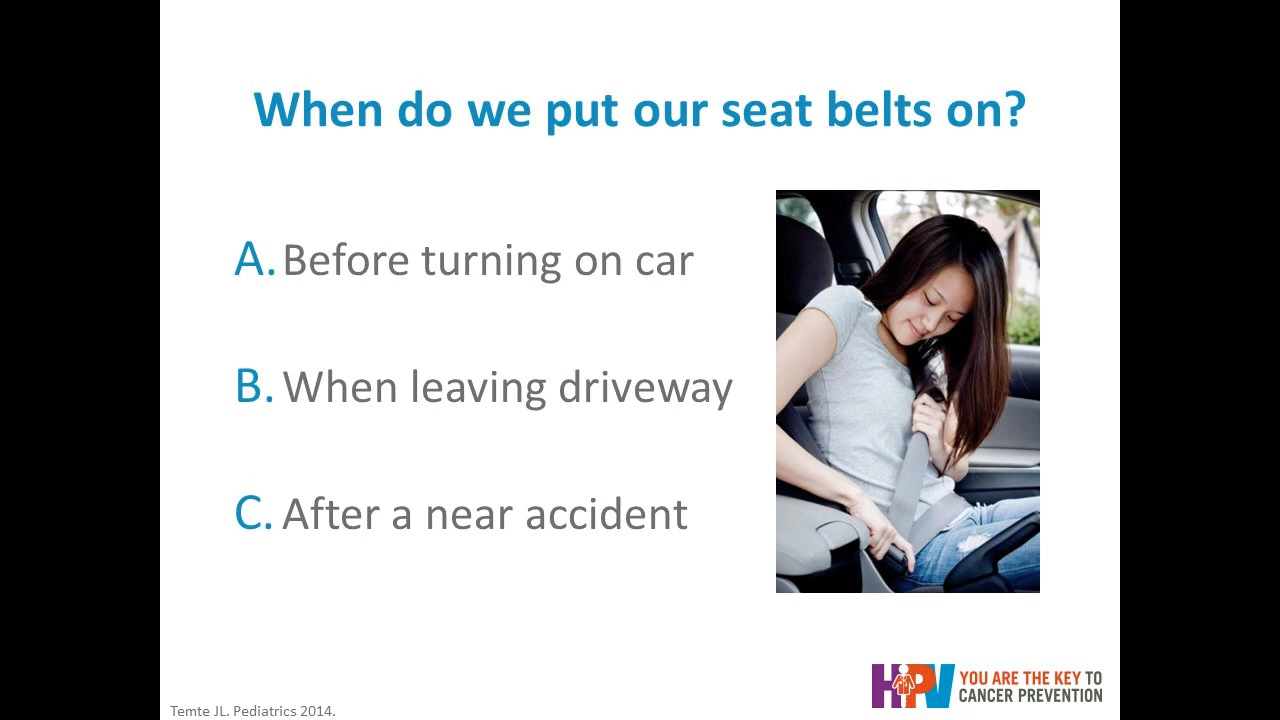 When do we put our seat belts on?
A. Before turning on car
B. When leaving driveway
C. After a near accident
HPV
YOU ARE THE KEY TO
CANCER PREVENTION
Temte JL. Pediatrics 2014.